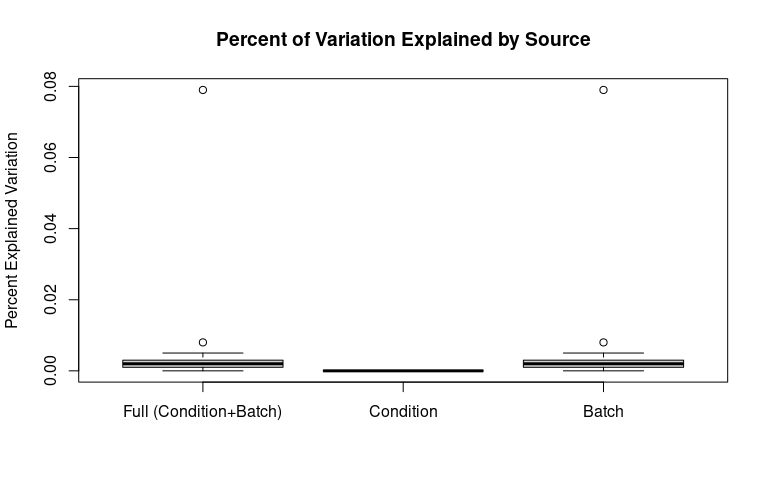 Percent of Variation Explained by Source
Percent Explained Variation
0.08
0.06
0.04
0.02
0.00
Full (Condition+Batch)
Condition
Batch